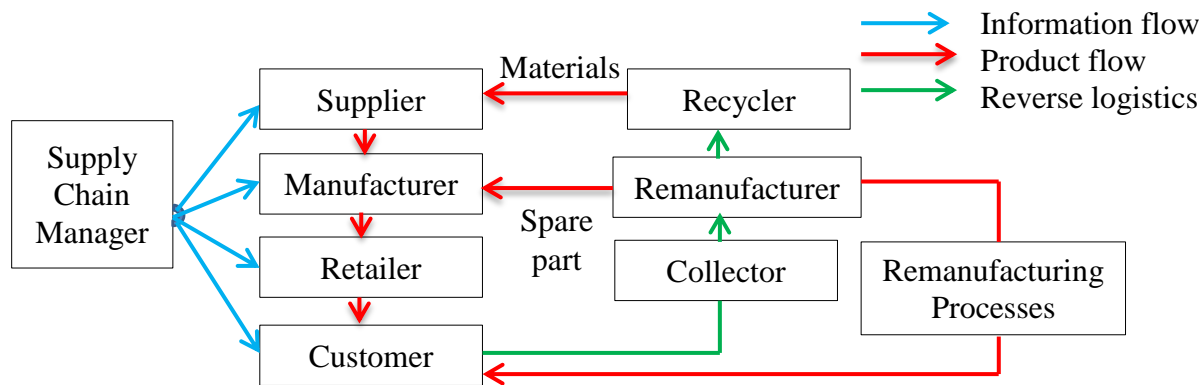 Information flow
Product flow
Reverse logistics
Materials
Supplier
Recycler
Supply
Chain
Manager
Manufacturer
Remanufacturer
Spare
part
Retailer
Collector
Remanufacturing
Processes
Customer